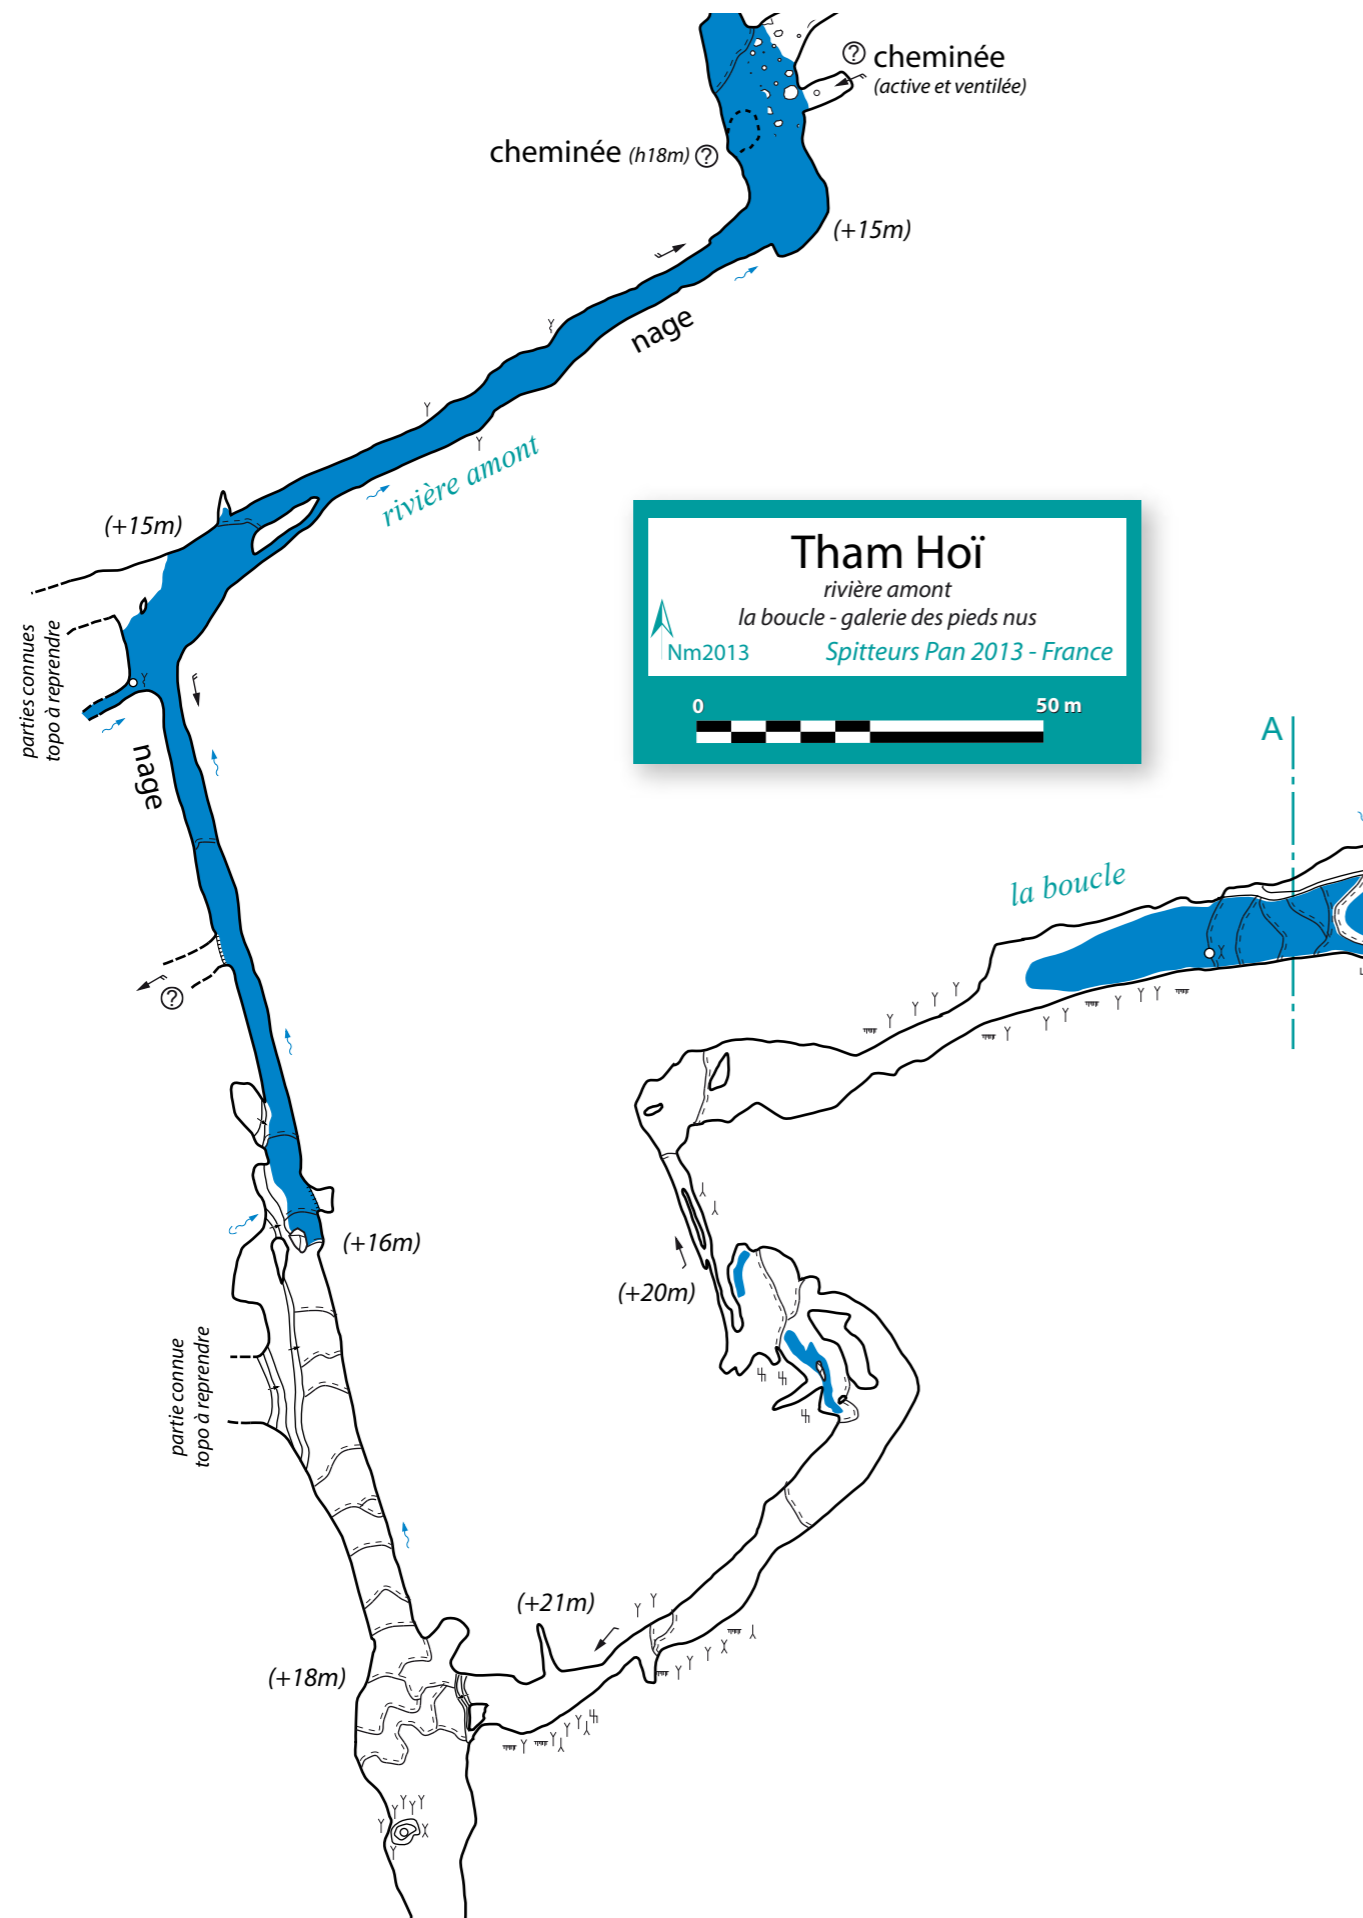 ? cheminée
(active et ventilée)
cheminée (h18m) ?
(+15m)
nage
rivière amont
(+15m)
Tham Hoï
rivière amont
la boucle - galerie des pieds nus
Nm2013
Spitteurs Pan 2013 - France
0
50 m
parties connues
topo à reprendre
nage
A
la boucle
?
(+16m)
(+20m)
partie connue
topo à reprendre
(+21m)
(+18m)